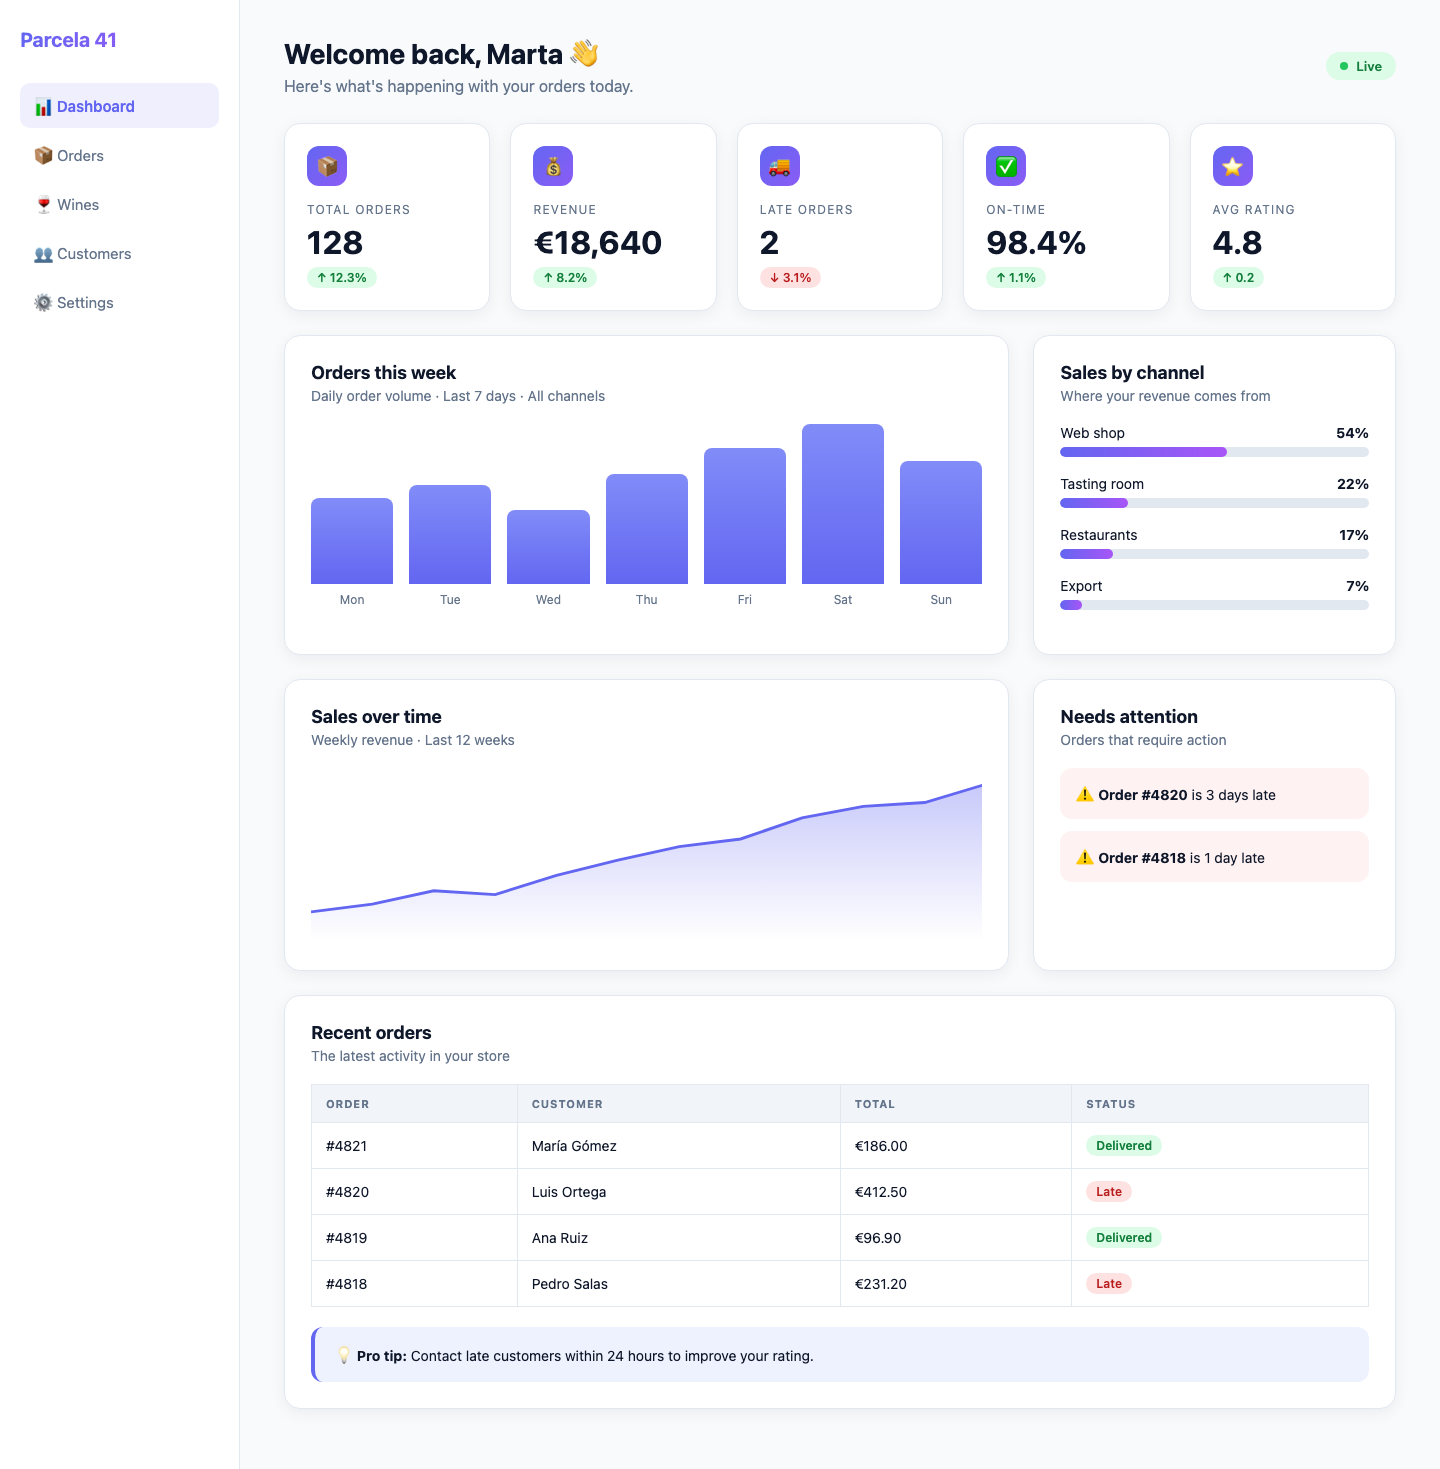 Parcela 41
Dashboard
Orders
Wines
Customers
Settings
Welcome back, Marta
Here's what's happening with your orders today.
Live
TOTAL ORDERS
128
↑ 12.3%
REVENUE
€18,640
↑ 8.2%
LATE ORDERS
2
↓ 3.1%
ON-TIME
98.4%
↑ 1.1%
AVG RATING
4.8
↑ 0.2
Orders this week
Daily order volume · Last 7 days · All channels
Mon Tue Wed Thu Fri Sat Sun
Sales by channel
Where your revenue comes from
Web shop 54%
Tasting room 22%
Restaurants 17%
Export 7%
Sales over time
Weekly revenue · Last 12 weeks
Needs attention
Orders that require action
Order #4820 is 3 days late
Order #4818 is 1 day late
Recent orders
The latest activity in your store
ORDER CUSTOMER TOTAL STATUS
#4821 María Gómez €186.00 Delivered
#4820 Luis Ortega €412.50 Late
#4819 Ana Ruiz €96.90 Delivered
#4818 Pedro Salas €231.20 Late
Pro tip: Contact late customers within 24 hours to improve your rating.